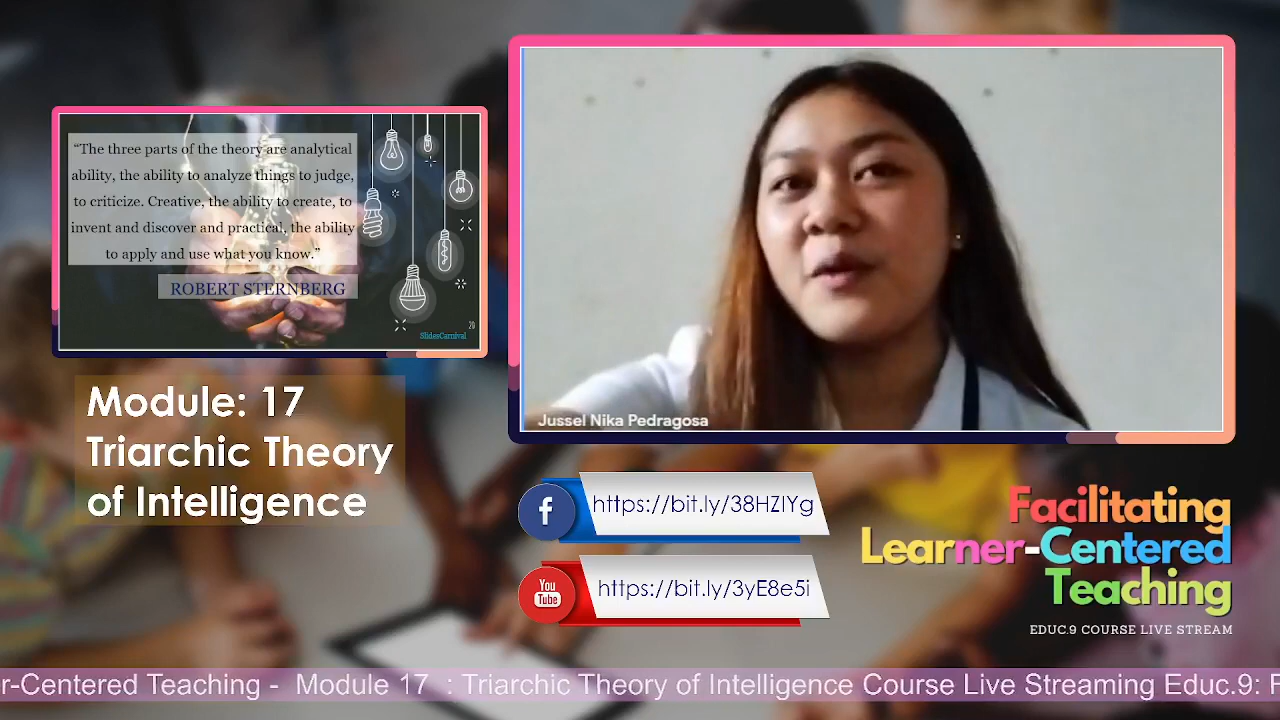 “The three parts of the theory are analytical
ability, the ability to analyze things to judge,
to criticize. Creative, the ability to create, to
invent and discover and practical, the ability
to apply and use what you know.”
ROBERT STERNBERG
20
SlidesCarnival
Module: 17
Triarchic Theory
of Intelligence
Jussel Nika Pedragosa
f
https://bit.ly/38HZIYg
You
Tube
https://bit.ly/3yE8e5i
Facilitating
Learner-Centered
Teaching
EDUC.9 COURSE LIVE STREAM
r-Centered Teaching - Module 17 : Triarchic Theory of Intelligence Course Live Streaming Educ.9: F